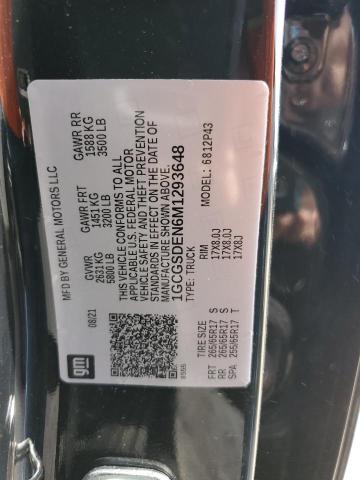 MFD BY GENERAL MOTORS LLC
08/21 GVWR GAWR FRT GAWR RR
2631 KG 1451 KG 1588 KG
5800 LB 3200 LB 3500 LB
THIS VEHICLE CONFORMS TO ALL
APPLICABLE U.S. FEDERAL MOTOR
VEHICLE SAFETY AND THEFT PREVENTION
STANDARDS IN EFFECT ON THE DATE OF
MANUFACTURE SHOWN ABOVE.
1GCGSDEN6M1293648
TYPE: TRUCK MODEL: 6812P43
TIRE SIZE RIM
FRT 265/65R17 S 17X8.0J
RR 265/65R17 S 17X8.0J
SPA 255/65R17 T 17X8J
gm